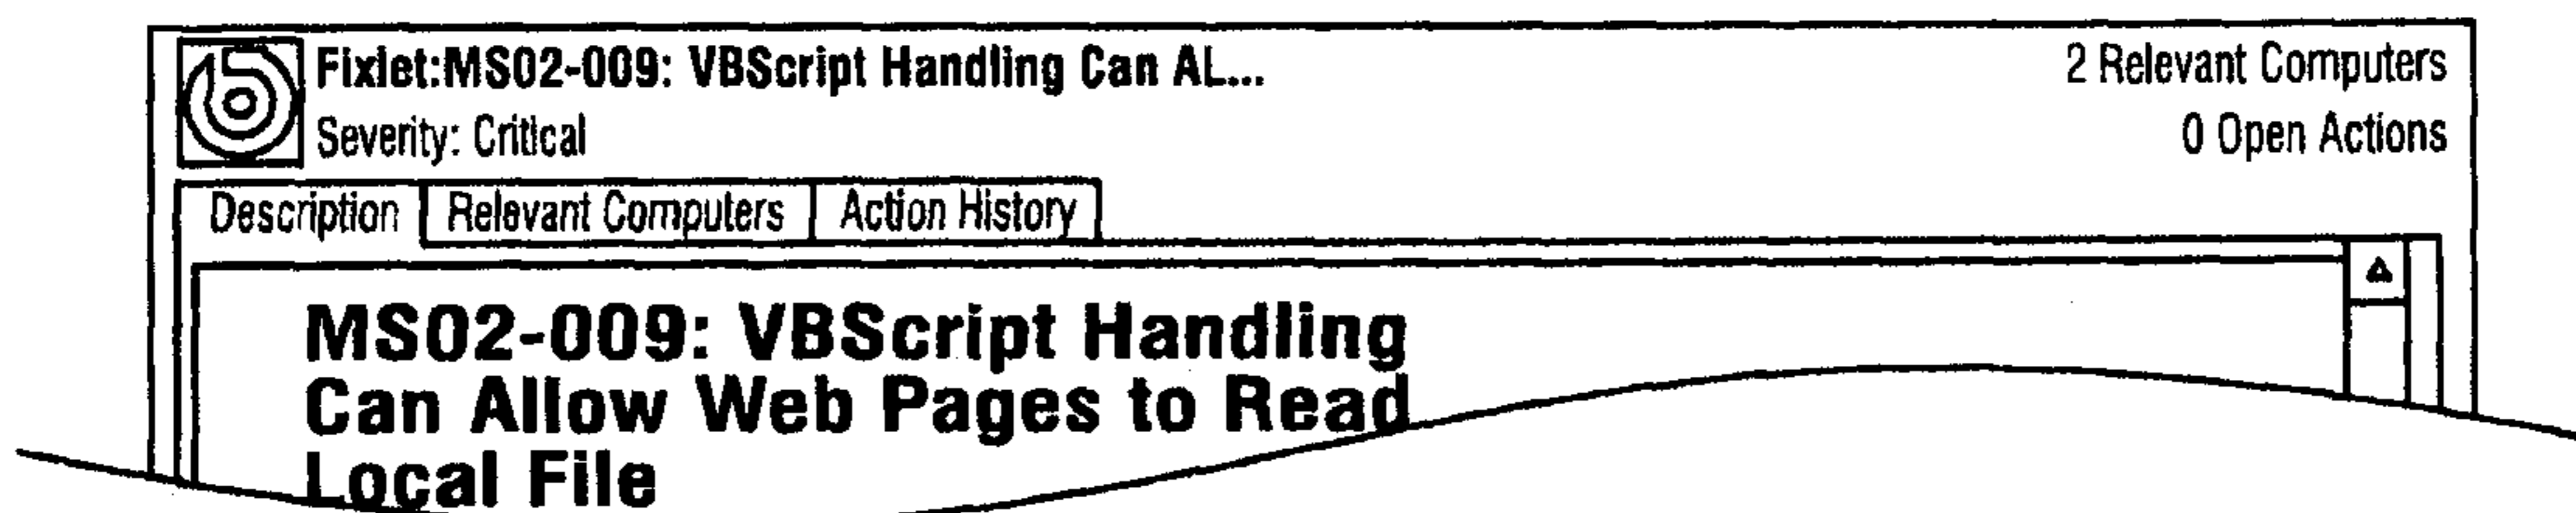 Fixlet:MS02-009: VBScript Handling Can AL...
2 Relevant Computers
Severity: Critical
0 Open Actions
Description
Relevant Computers
Action History
MS02-009: VBScript Handling
Can Allow Web Pages to Read
Local File